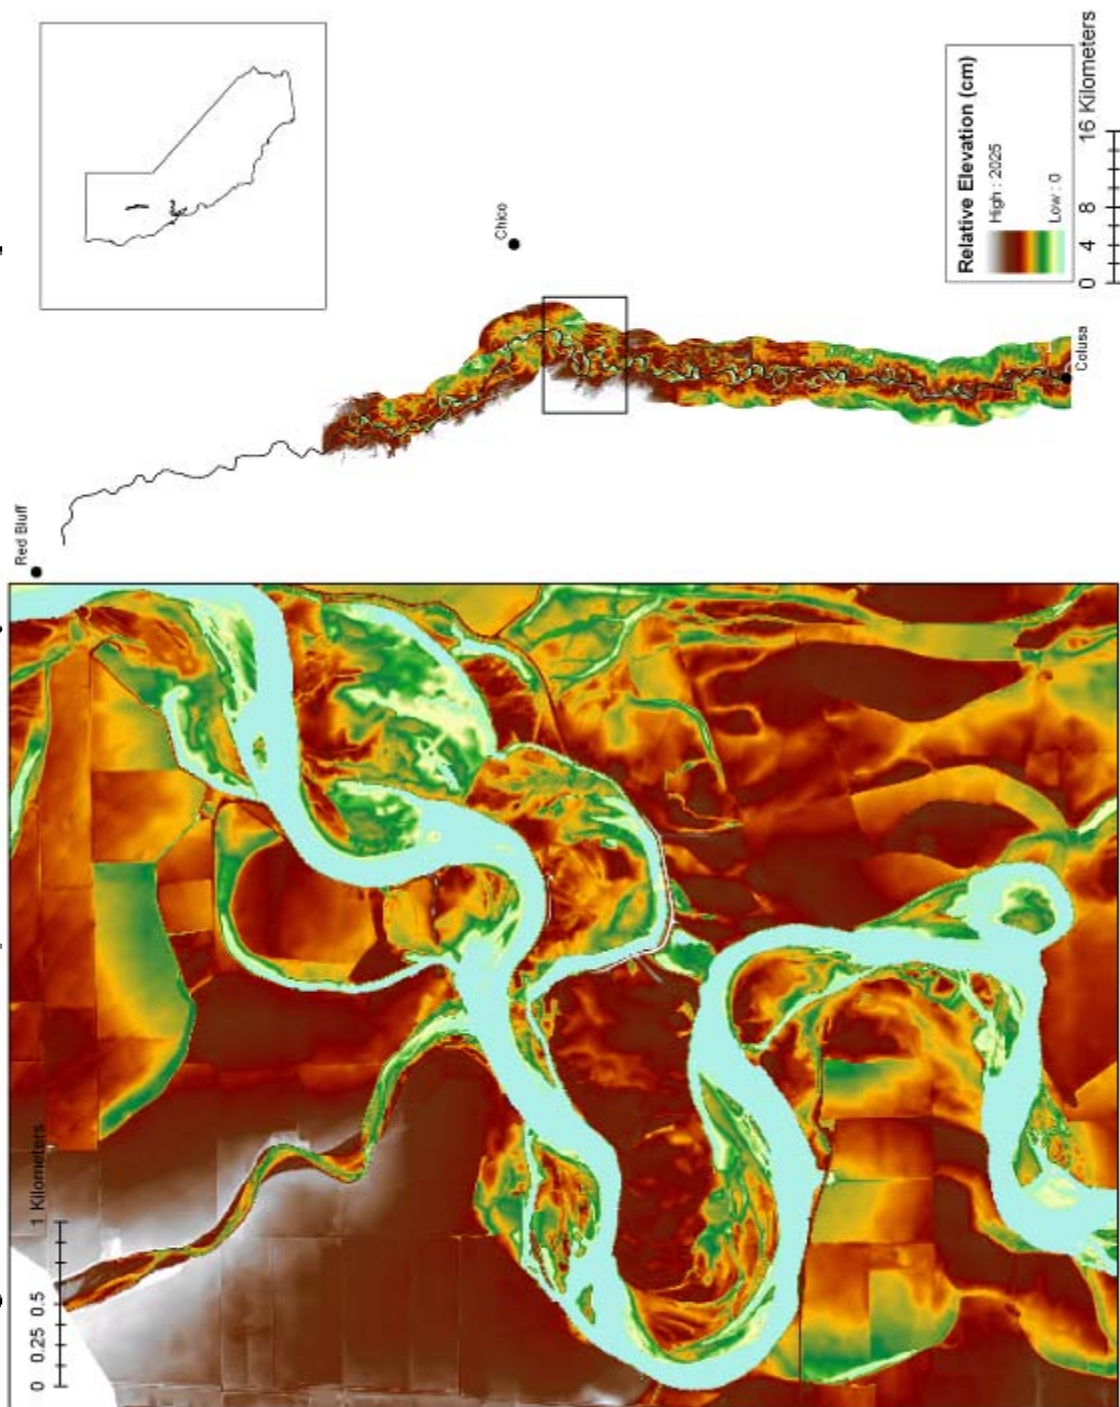 Red Bluff
Chico
Colusa
Relative Elevation (cm)
High : 2025
Low : 0
0 4 8 16 Kilometers
0 0.25 0.5 1 Kilometers